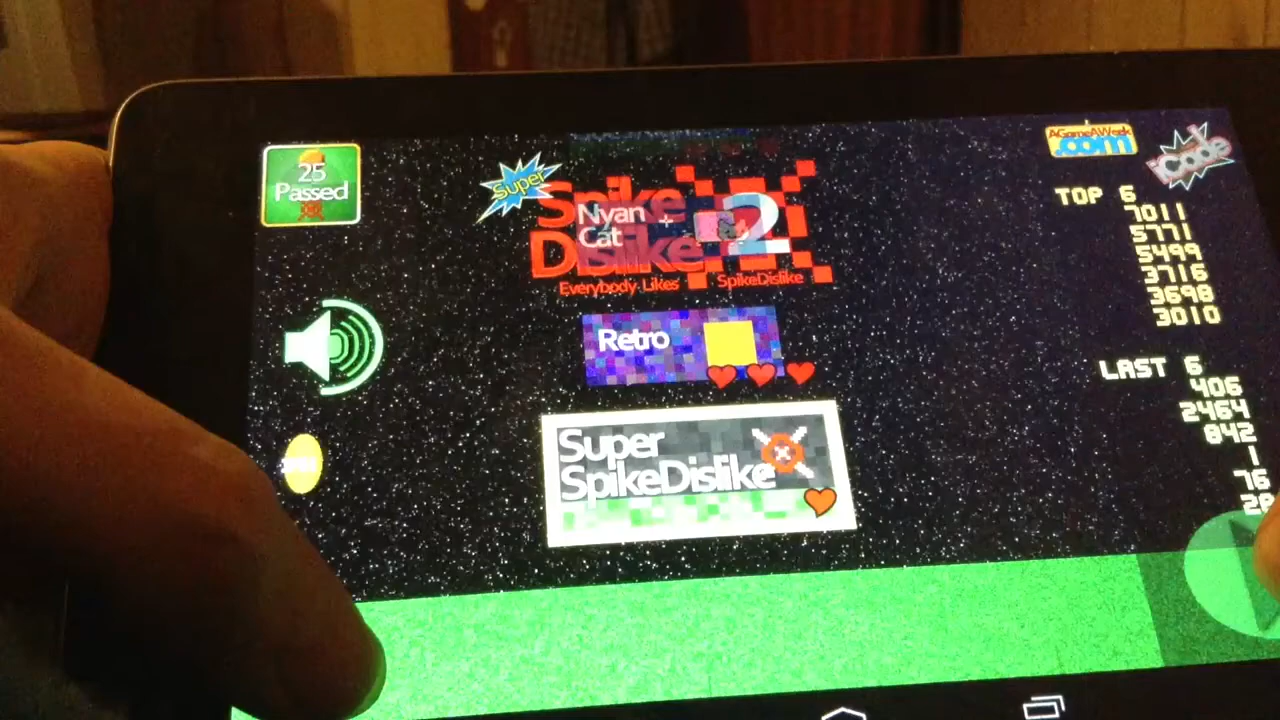 25
Passed
Super
Spike
Dislike
2
Nyan +
Cat
Everybody Likes SpikeDislike
Retro
Super
SpikeDislike
AGameAWeek
.com
iCode
TOP 6
7011
5771
5499
3716
3698
3010
LAST 6
406
2464
842
1
76
28